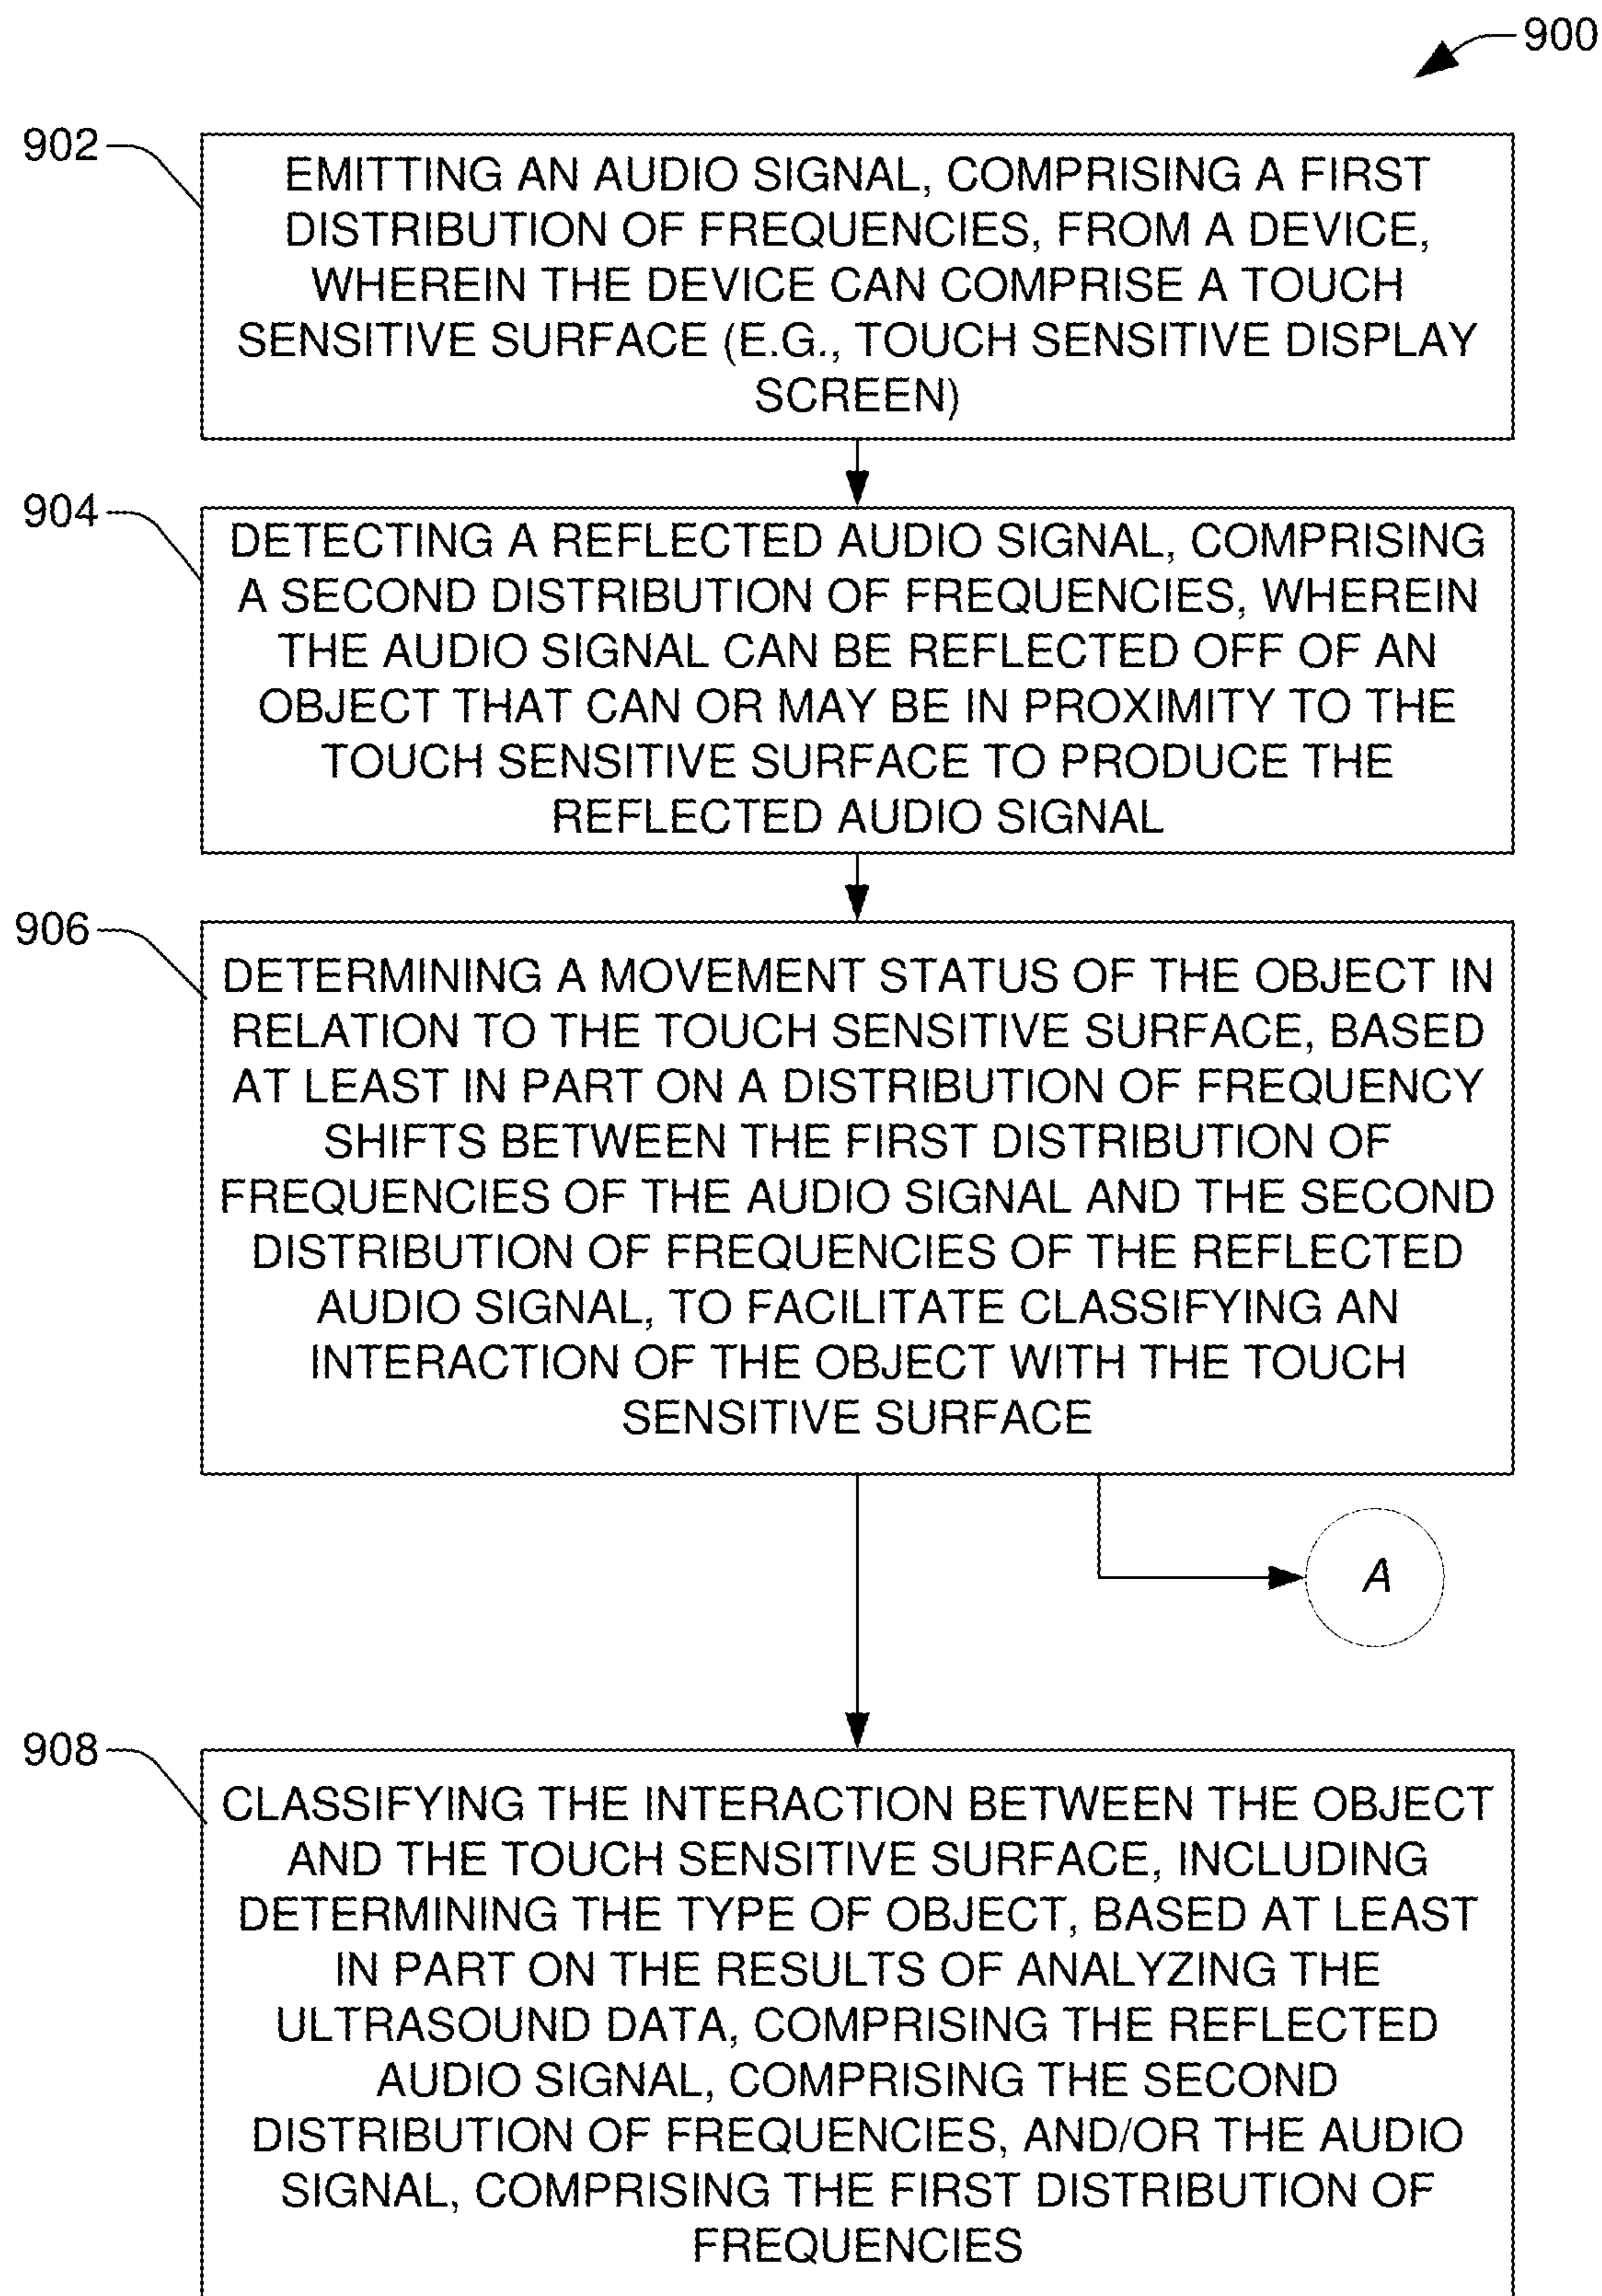 900
902
EMITTING AN AUDIO SIGNAL, COMPRISING A FIRST
DISTRIBUTION OF FREQUENCIES, FROM A DEVICE,
WHEREIN THE DEVICE CAN COMPRISE A TOUCH
SENSITIVE SURFACE (E.G., TOUCH SENSITIVE DISPLAY
SCREEN)
904
DETECTING A REFLECTED AUDIO SIGNAL, COMPRISING
A SECOND DISTRIBUTION OF FREQUENCIES, WHEREIN
THE AUDIO SIGNAL CAN BE REFLECTED OFF OF AN
OBJECT THAT CAN OR MAY BE IN PROXIMITY TO THE
TOUCH SENSITIVE SURFACE TO PRODUCE THE
REFLECTED AUDIO SIGNAL
906
DETERMINING A MOVEMENT STATUS OF THE OBJECT IN
RELATION TO THE TOUCH SENSITIVE SURFACE, BASED
AT LEAST IN PART ON A DISTRIBUTION OF FREQUENCY
SHIFTS BETWEEN THE FIRST DISTRIBUTION OF
FREQUENCIES OF THE AUDIO SIGNAL AND THE SECOND
DISTRIBUTION OF FREQUENCIES OF THE REFLECTED
AUDIO SIGNAL, TO FACILITATE CLASSIFYING AN
INTERACTION OF THE OBJECT WITH THE TOUCH
SENSITIVE SURFACE
A
908
CLASSIFYING THE INTERACTION BETWEEN THE OBJECT
AND THE TOUCH SENSITIVE SURFACE, INCLUDING
DETERMINING THE TYPE OF OBJECT, BASED AT LEAST
IN PART ON THE RESULTS OF ANALYZING THE
ULTRASOUND DATA, COMPRISING THE REFLECTED
AUDIO SIGNAL, COMPRISING THE SECOND
DISTRIBUTION OF FREQUENCIES, AND/OR THE AUDIO
SIGNAL, COMPRISING THE FIRST DISTRIBUTION OF
FREQUENCIES